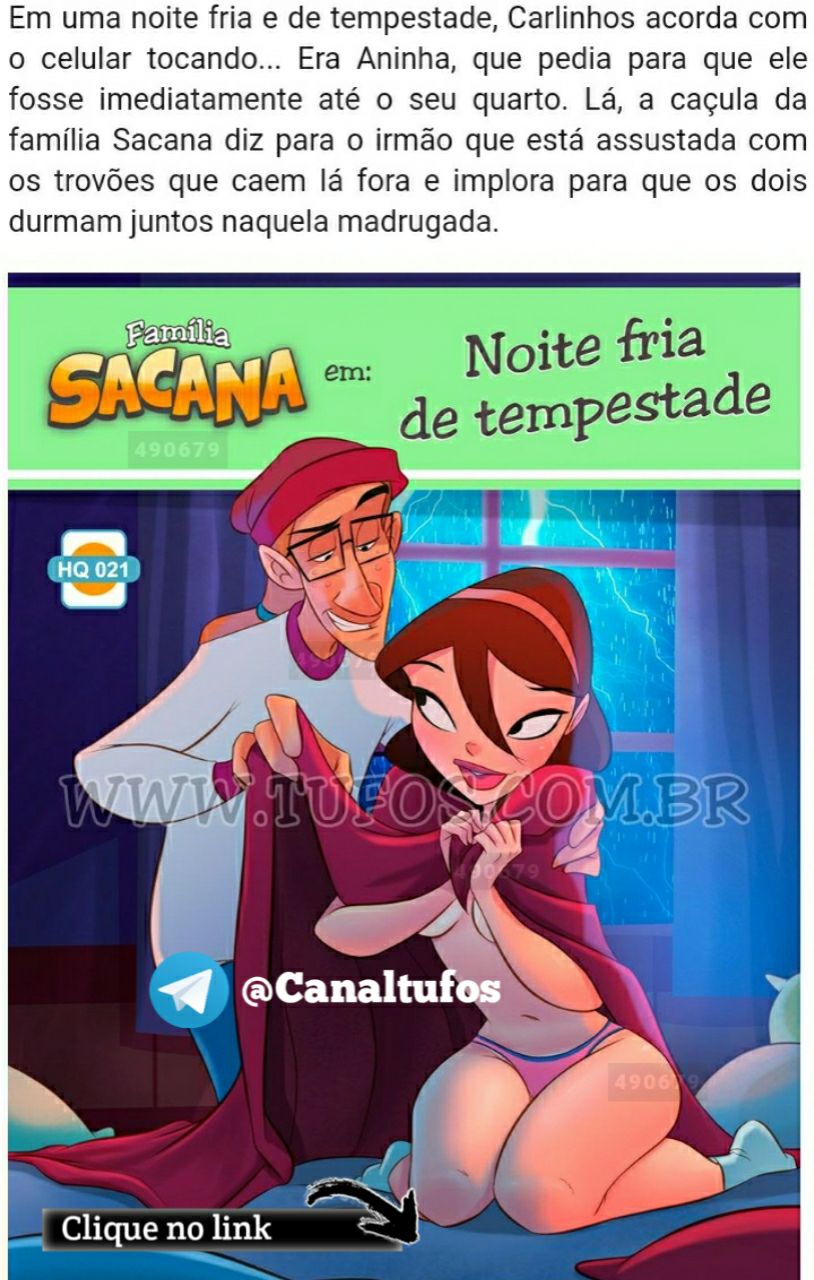 Em uma noite fria e de tempestade, Carlinhos acorda com
o celular tocando... Era Aninha, que pedia para que ele
fosse imediatamente até o seu quarto. Lá, a caçula da
família Sacana diz para o irmão que está assustada com
os trovões que caem lá fora e implora para que os dois
durmam juntos naquela madrugada.
Família
SACANA
em:
Noite fria
de tempestade
490679
HQ 021
WWW.TUFOS.COM.BR
@Canaltufos
490679
Clique no link